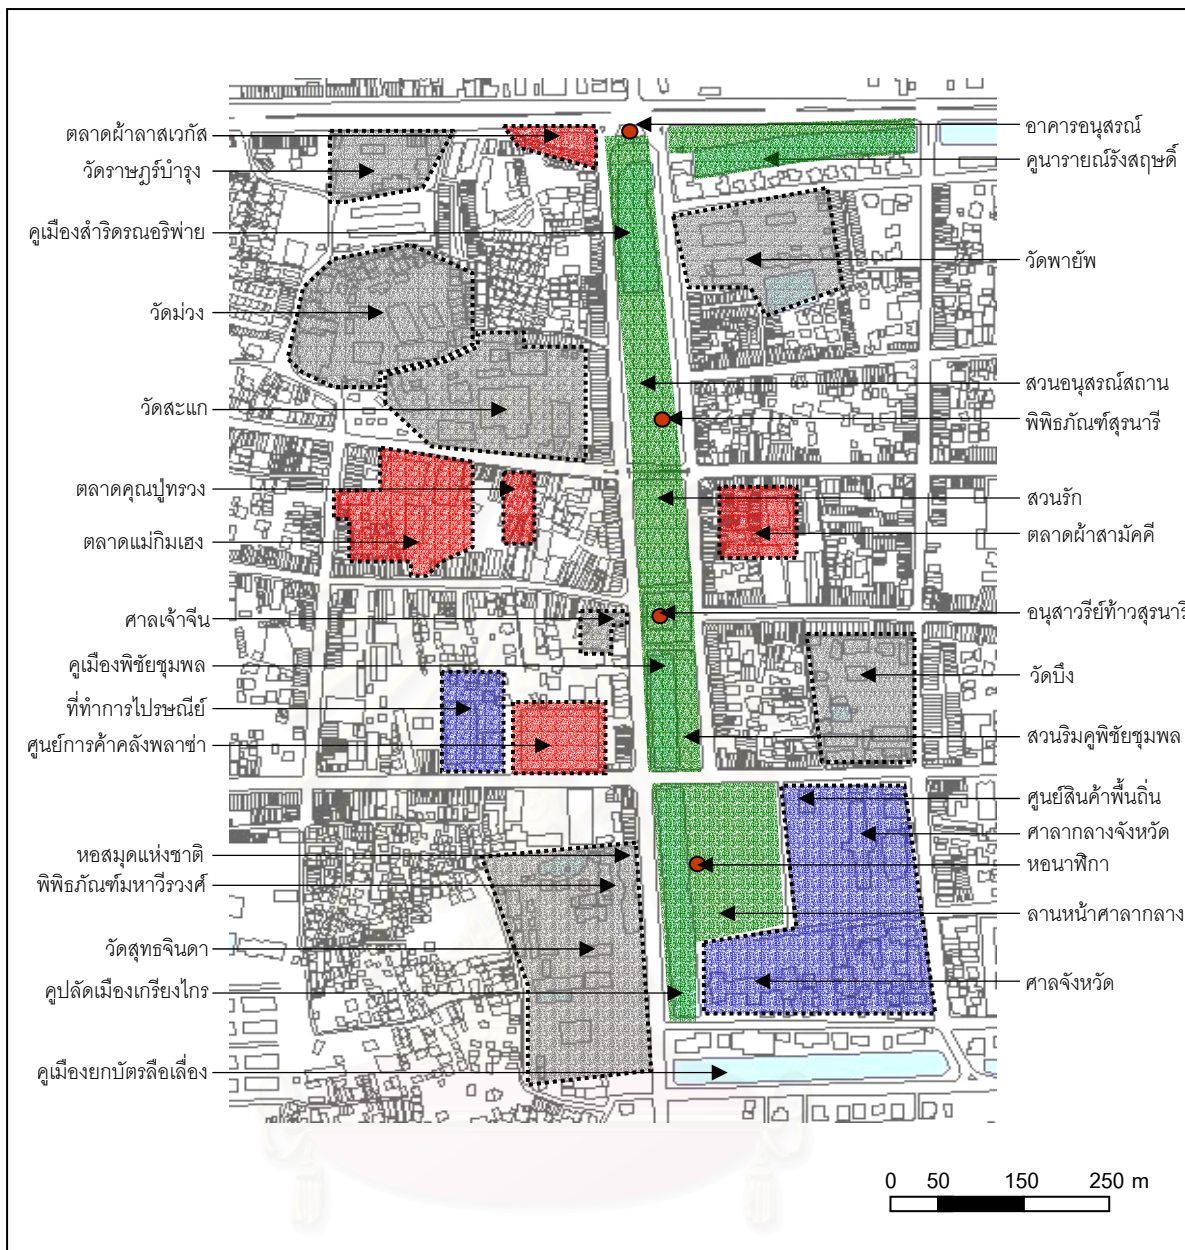 ตลาดผ้าลาสเวกัส
วัดราษฎร์บำรุง
คูเมืองสำริดรณอริพ่าย
วัดม่วง
วัดสะแก
ตลาดคุณปู่ทรวง
ตลาดแม่กิมเฮง
ศาลเจ้าจีน
คูเมืองพิชัยชุมพล
ที่ทำการไปรษณีย์
ศูนย์การค้าคลังพลาซ่า
หอสมุดแห่งชาติ
พิพิธภัณฑ์มหาวีรวงศ์
วัดสุทธจินดา
คูปลัดเมืองเกรียงไกร
คูเมืองยกบัตรลือเลื่อง
อาคารอนุสรณ์
คูนารายณ์รังสฤษดิ์
วัดพายัพ
สวนอนุสรณ์สถาน
พิพิธภัณฑ์สุรนารี
สวนรัก
ตลาดผ้าสามัคคี
อนุสาวรีย์ท้าวสุรนารี
วัดบึง
สวนริมคูพิชัยชุมพล
ศูนย์สินค้าพื้นถิ่น
ศาลากลางจังหวัด
หอนาฬิกา
ลานหน้าศาลากลาง
ศาลจังหวัด
0 50 150 250 m